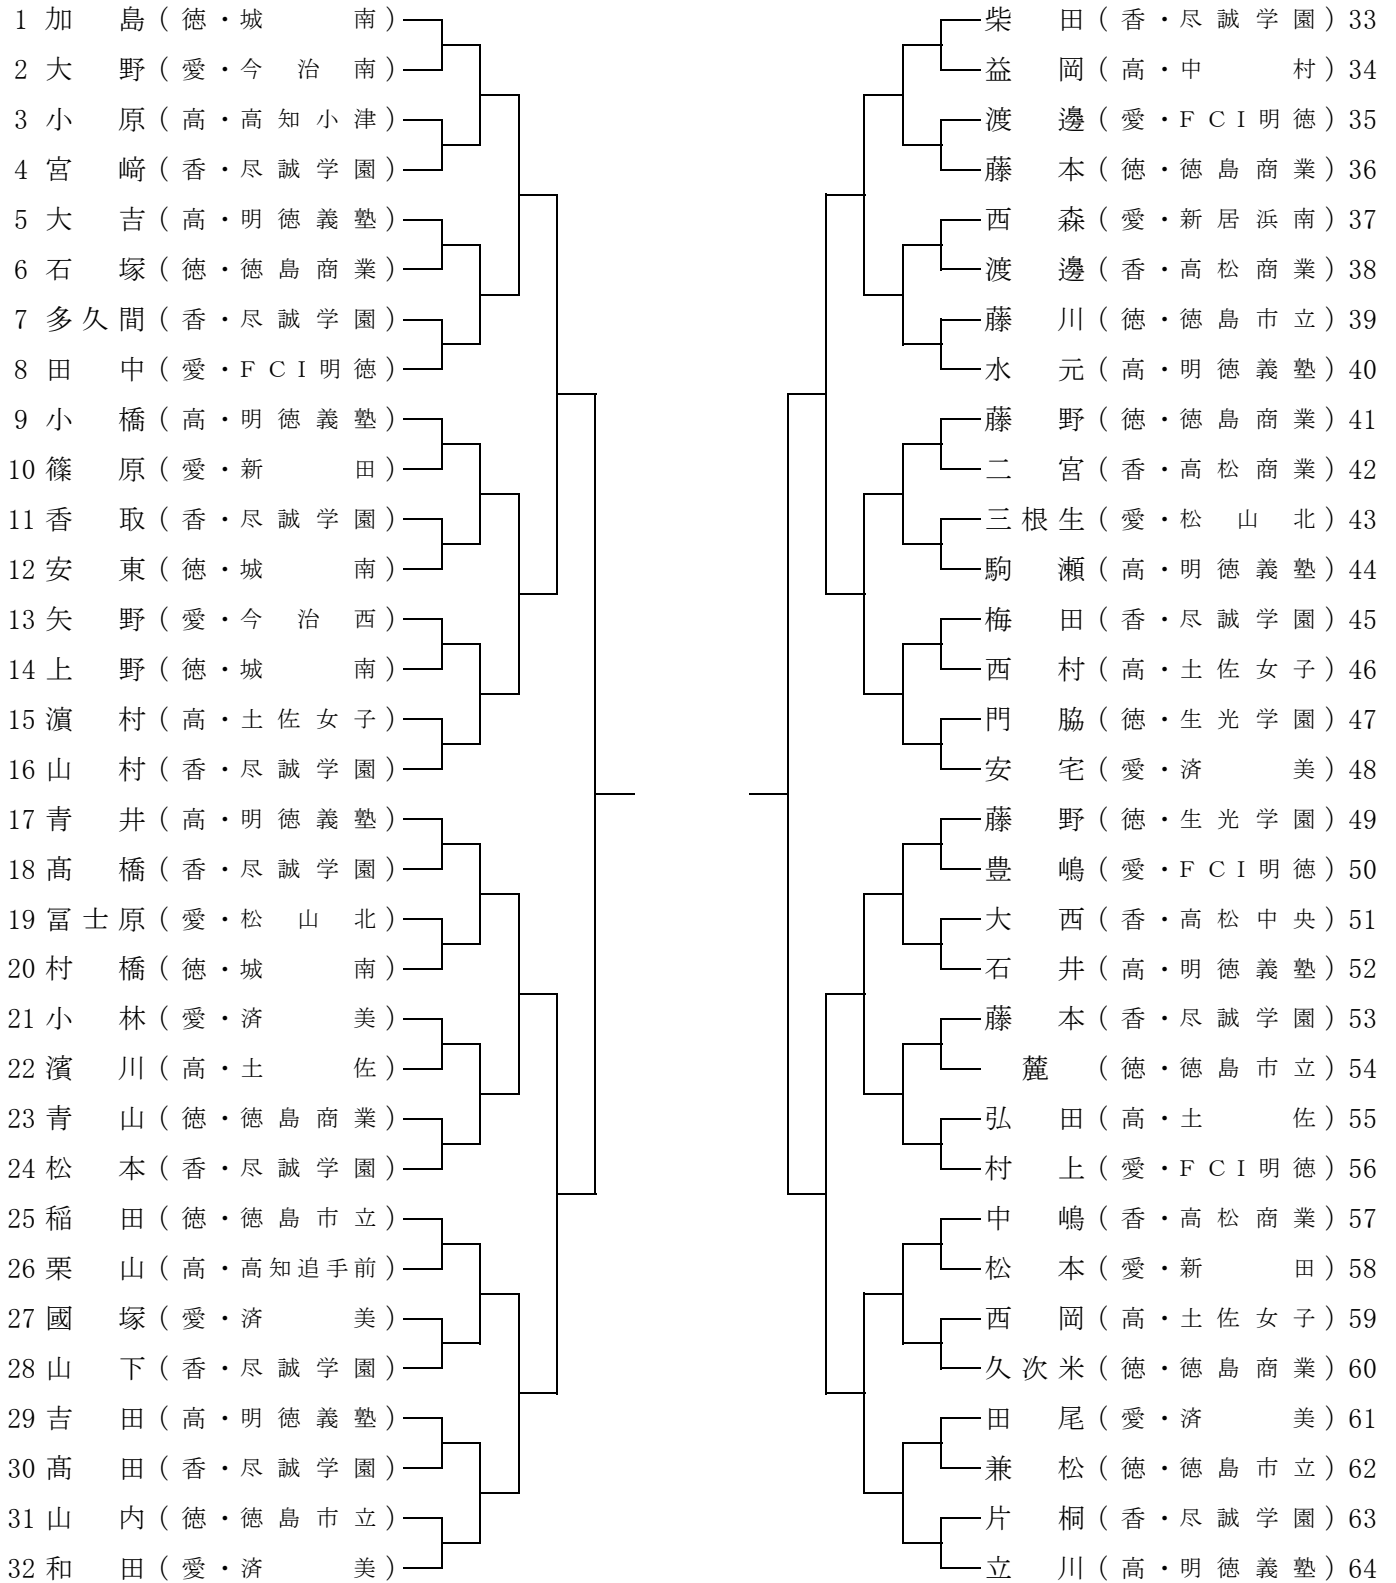 1 加島(徳・城南)
2 大野(愛・今治南)
3 小原(高・高知小津)
4 宮﨑(香・尽誠学園)
5 大吉(高・明徳義塾)
6 石塚(徳・徳島商業)
7 多久間(香・尽誠学園)
8 田中(愛・FCI明徳)
9 小橋(高・明徳義塾)
10 篠原(愛・新田)
11 香取(香・尽誠学園)
12 安東(徳・城南)
13 矢野(愛・今治西)
14 上野(徳・城南)
15 濵村(高・土佐女子)
16 山村(香・尽誠学園)
17 青井(高・明徳義塾)
18 髙橋(香・尽誠学園)
19 冨士原(愛・松山北)
20 村橋(徳・城南)
21 小林(愛・済美)
22 濱川(高・土佐)
23 青山(徳・徳島商業)
24 松本(香・尽誠学園)
25 稲田(徳・徳島市立)
26 栗山(高・高知追手前)
27 國塚(愛・済美)
28 山下(香・尽誠学園)
29 吉田(高・明徳義塾)
30 髙田(香・尽誠学園)
31 山内(徳・徳島市立)
32 和田(愛・済美)
柴田(香・尽誠学園)33
益岡(高・中村)34
渡邊(愛・FCI明徳)35
藤本(徳・徳島商業)36
西森(愛・新居浜南)37
渡邊(香・高松商業)38
藤川(徳・徳島市立)39
水元(高・明徳義塾)40
藤野(徳・徳島商業)41
二宮(香・高松商業)42
三根生(愛・松山北)43
駒瀬(高・明徳義塾)44
梅田(香・尽誠学園)45
西村(高・土佐女子)46
門脇(徳・生光学園)47
安宅(愛・済美)48
藤野(徳・生光学園)49
豊嶋(愛・FCI明徳)50
大西(香・高松中央)51
石井(高・明徳義塾)52
藤本(香・尽誠学園)53
麓(徳・徳島市立)54
弘田(高・土佐)55
村上(愛・FCI明徳)56
中嶋(香・高松商業)57
松本(愛・新田)58
西岡(高・土佐女子)59
久次米(徳・徳島商業)60
田尾(愛・済美)61
兼松(徳・徳島市立)62
片桐(香・尽誠学園)63
立川(高・明徳義塾)64